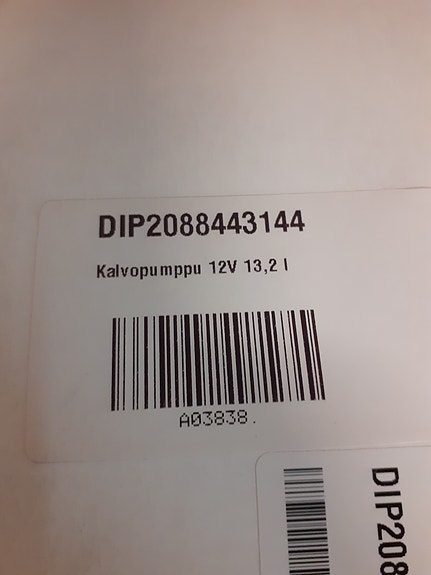 DIP2088443144
Kalvopumppu 12V 13,2 l
A03838.
DIP208